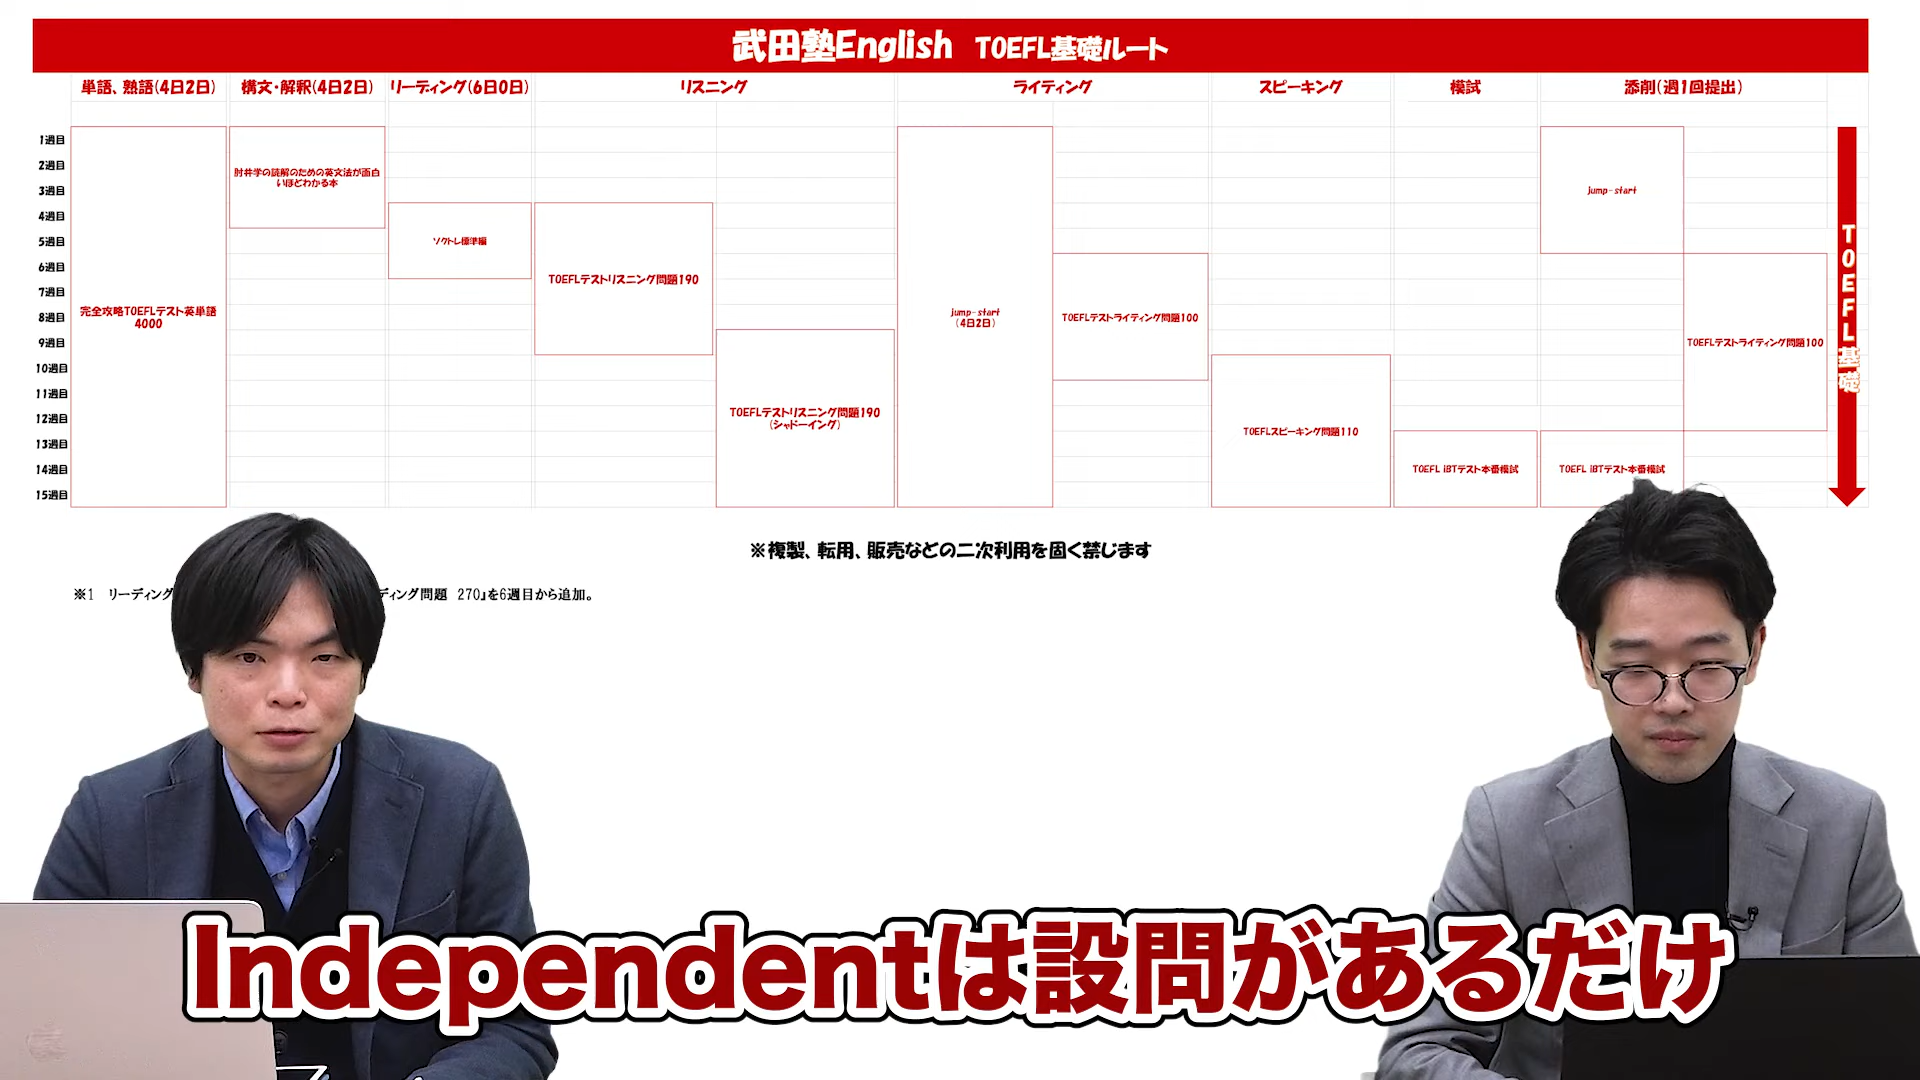 武田塾English TOEFL基礎ルート
単語、熟語(4日2日)
構文・解釈(4日2日)
リーディング(6日0日)
リスニング
ライティング
スピーキング
模試
添削(週1回提出)
1週目
2週目
3週目
4週目
5週目
6週目
7週目
8週目
9週目
10週目
11週目
12週目
13週目
14週目
15週目
完全攻略TOEFLテスト英単語
4000
肘井学の読解のための英文法が面白
いほどわかる本
ソクトレ標準編
TOEFLテストリスニング問題190
TOEFLテストリスニング問題190
(シャドーイング)
jump-start
(4日2日)
TOEFLテストライティング問題100
TOEFLスピーキング問題110
TOEFL iBTテスト本番模試
jump-start
TOEFL iBTテスト本番模試
TOEFLテストライティング問題100
TOEFL基礎
※複製、転用、販売などの二次利用を固く禁じます
※1 リーディング
ディング問題 270』を6週目から追加。
Independentは設問があるだけ